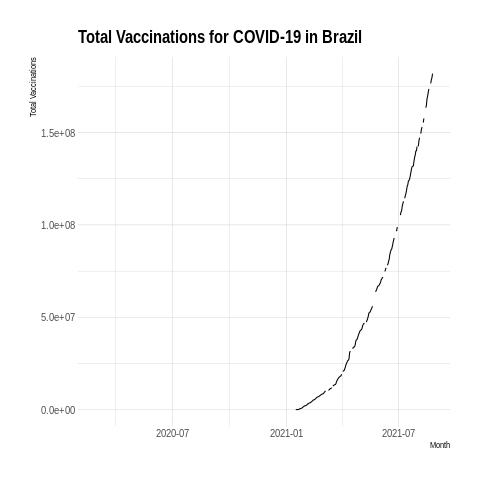 Total Vaccinations for COVID-19 in Brazil
Total Vaccinations
1.5e+08
1.0e+08
5.0e+07
0.0e+00
2020-07 2021-01 2021-07
Month